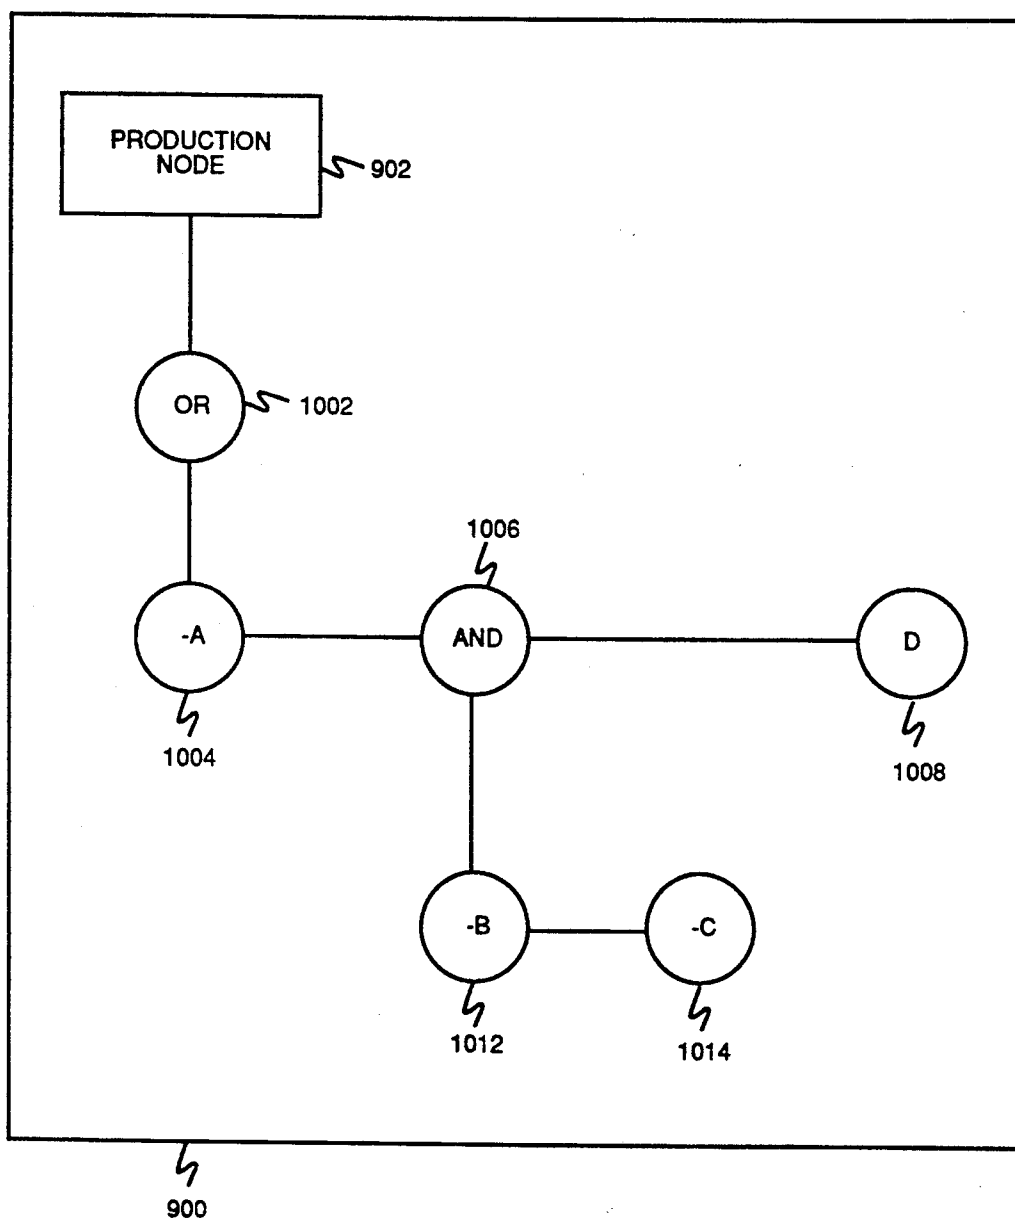 PRODUCTION
NODE
902
OR
1002
1006
-A
AND
D
1004
1008
-B
-C
1012
1014
900